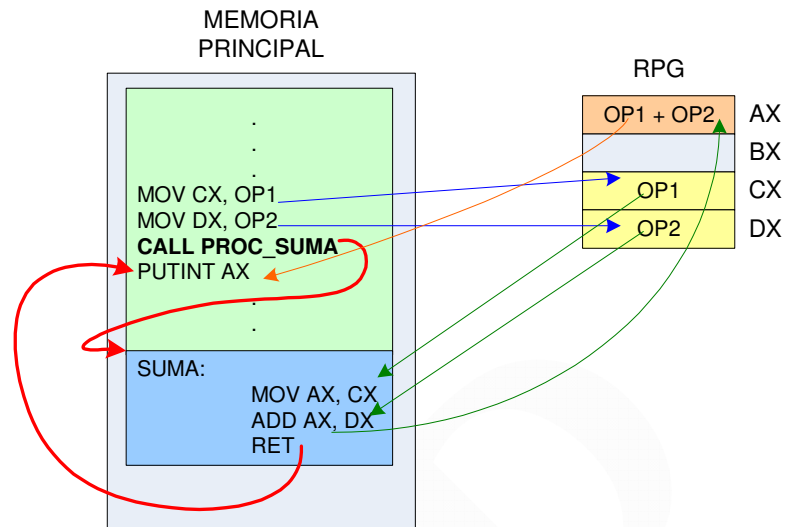 MEMORIA
PRINCIPAL
.
.
.
MOV CX, OP1
MOV DX, OP2
CALL PROC_SUMA
PUTINT AX
.
.
SUMA:
MOV AX, CX
ADD AX, DX
RET
RPG
OP1 + OP2 AX
BX
OP1 CX
OP2 DX